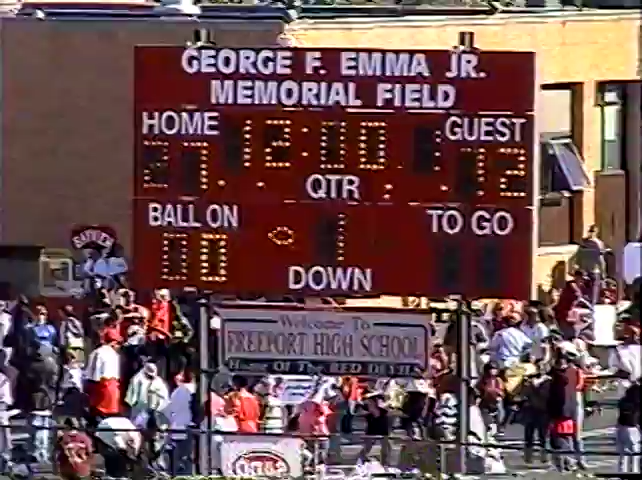 GEORGE F. EMMA JR.
MEMORIAL FIELD
HOME 12:00 GUEST
27 QTR 12
BALL ON 1 TO GO
00
DOWN
Welcome To
FREEPORT HIGH SCHOOL
Home Of The RED DEVILS